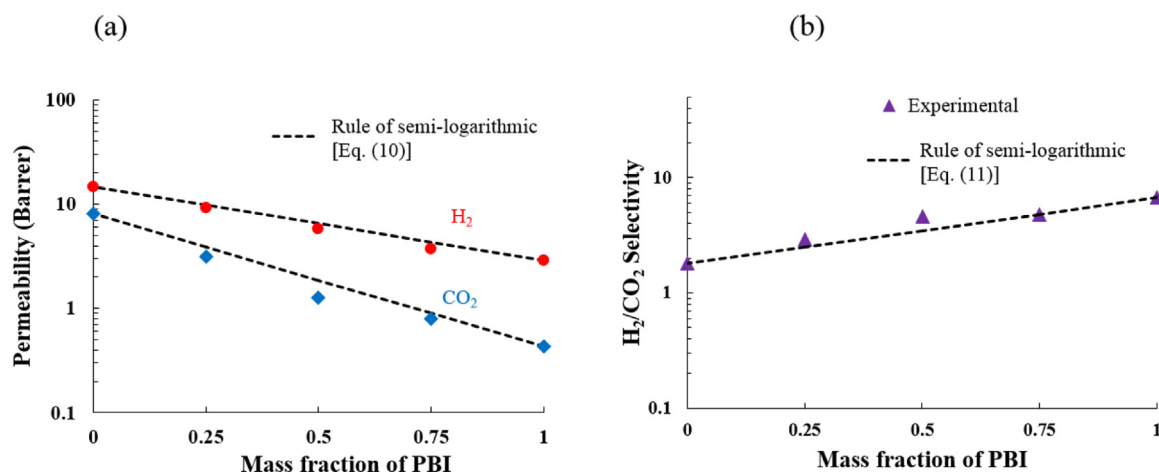 (a)
100
10
1
0.1
Permeability (Barrer)
Rule of semi-logarithmic
[Eq. (10)]
H₂
CO₂
0 0.25 0.5 0.75 1
Mass fraction of PBI
(b)
10
1
0.1
H₂/CO₂ Selectivity
Experimental
Rule of semi-logarithmic
[Eq. (11)]
0 0.25 0.5 0.75 1
Mass fraction of PBI